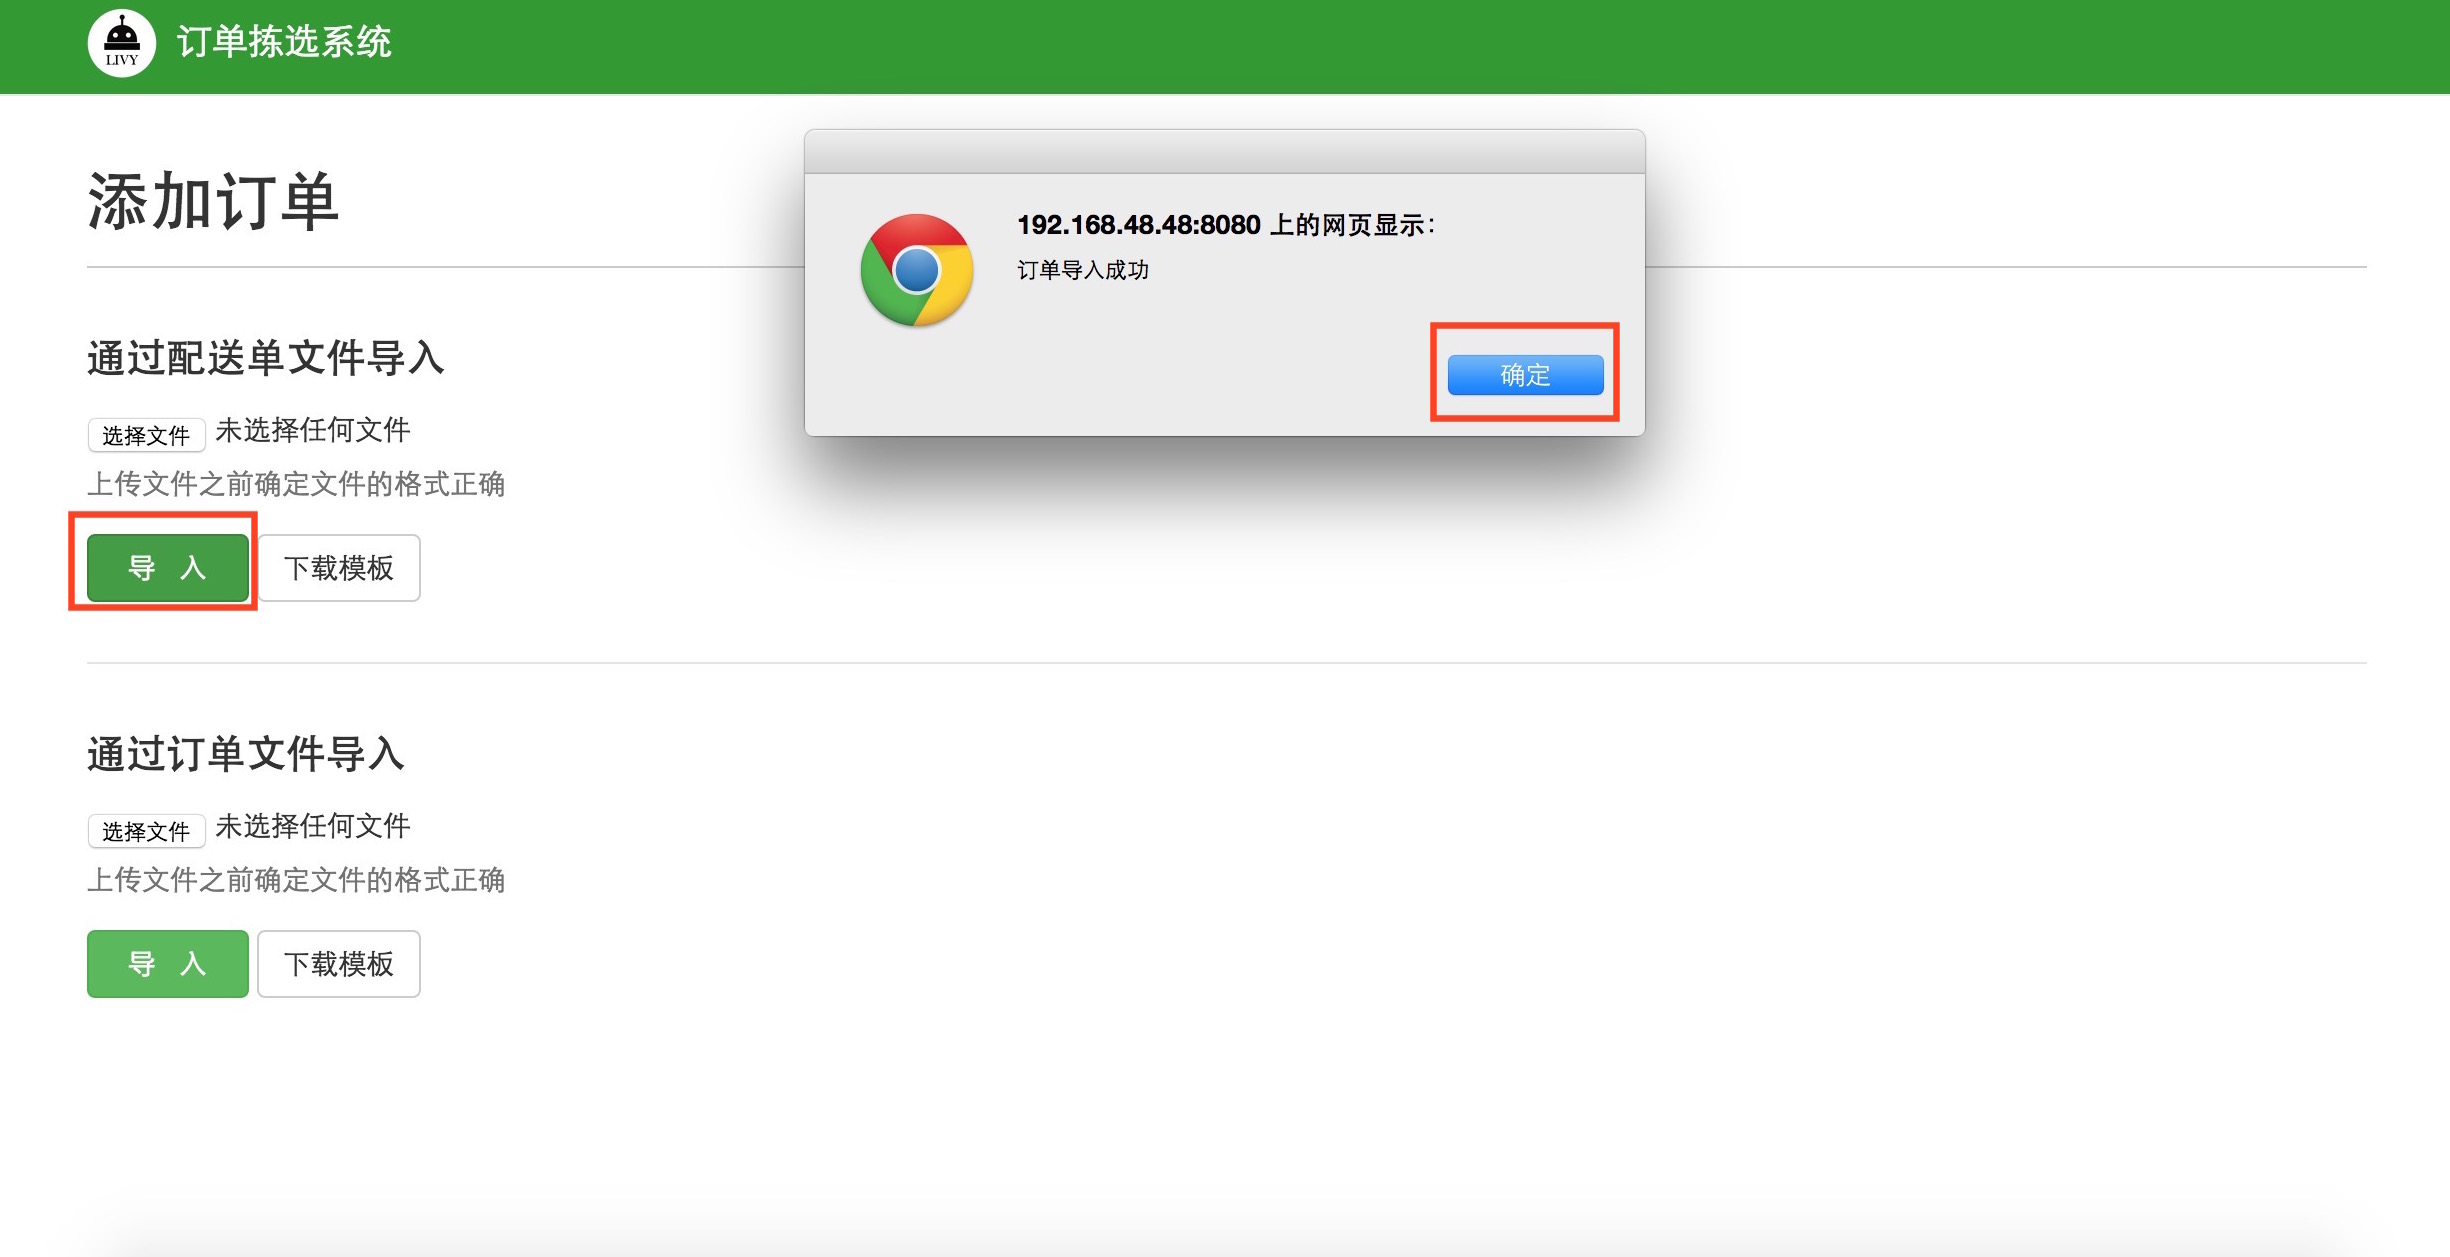 LIVY
订单拣选系统
添加订单
192.168.48.48:8080 上的网页显示：
订单导入成功
确定
通过配送单文件导入
选择文件 未选择任何文件
上传文件之前确定文件的格式正确
导 入 下载模板
通过订单文件导入
选择文件 未选择任何文件
上传文件之前确定文件的格式正确
导 入 下载模板